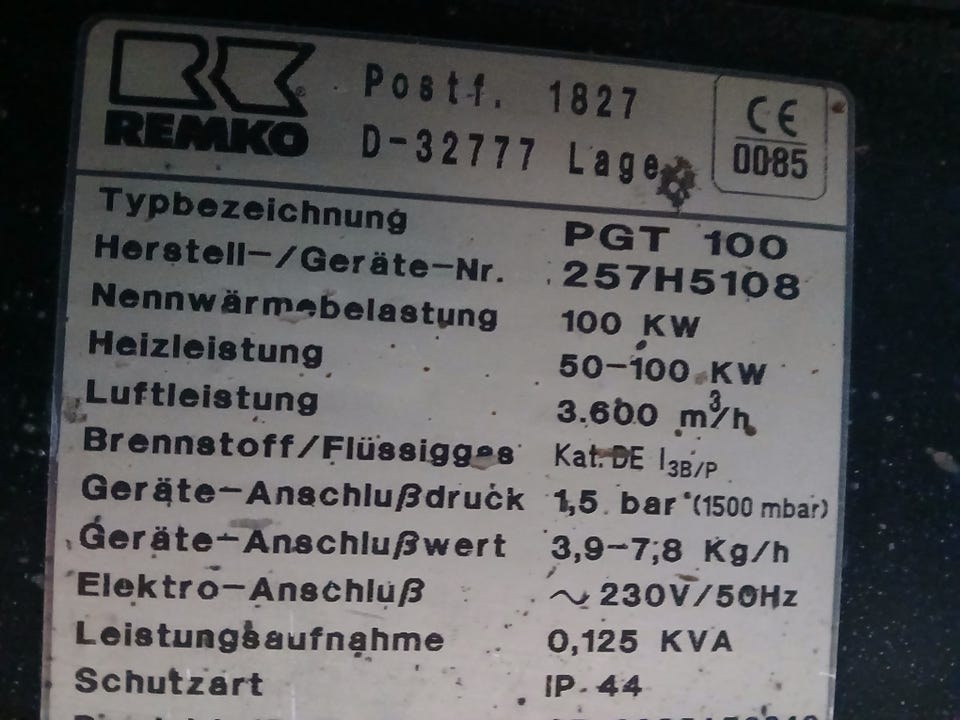 REMKO
Postf. 1827
D-32777 Lage
CE
0085
Typbezeichnung PGT 100
Herstell-/Geräte-Nr. 257H5108
Nennwärmebelastung 100 KW
Heizleistung 50-100 KW
Luftleistung 3.600 m³/h
Brennstoff/Flüssiggas Kat. DE I3B/P
Geräte-Anschlußdruck 1,5 bar (1500 mbar)
Geräte-Anschlußwert 3,9-7,8 Kg/h
Elektro-Anschluß ~ 230V/50Hz
Leistungsaufnahme 0,125 KVA
Schutzart IP 44